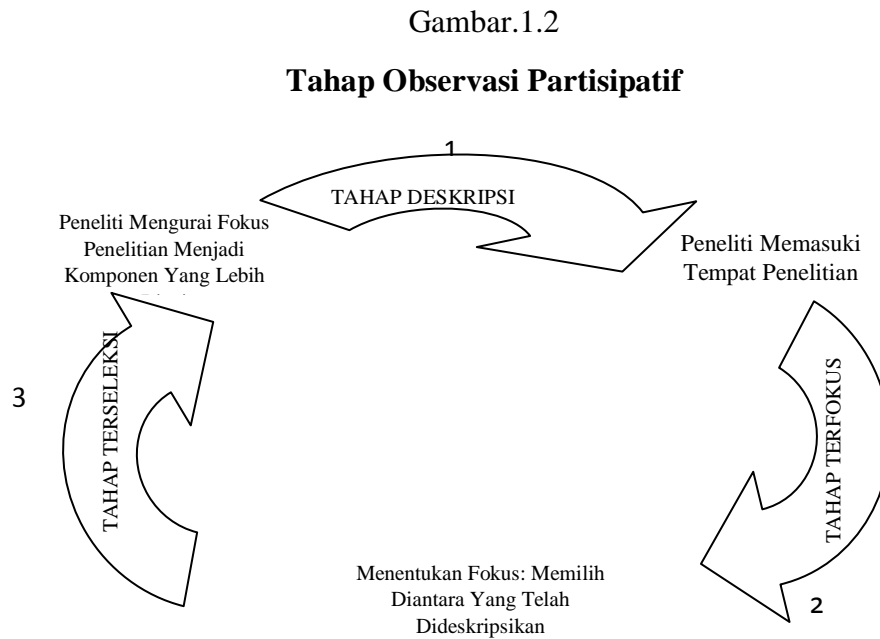 Gambar.1.2
Tahap Observasi Partisipatif
1
TAHAP DESKRIPSI
Peneliti Mengurai Fokus
Penelitian Menjadi
Komponen Yang Lebih
Peneliti Memasuki
Tempat Penelitian
TAHAP TERFOKUS
2
Menentukan Fokus: Memilih
Diantara Yang Telah
Dideskripsikan
3
TAHAP TERSELEKSI